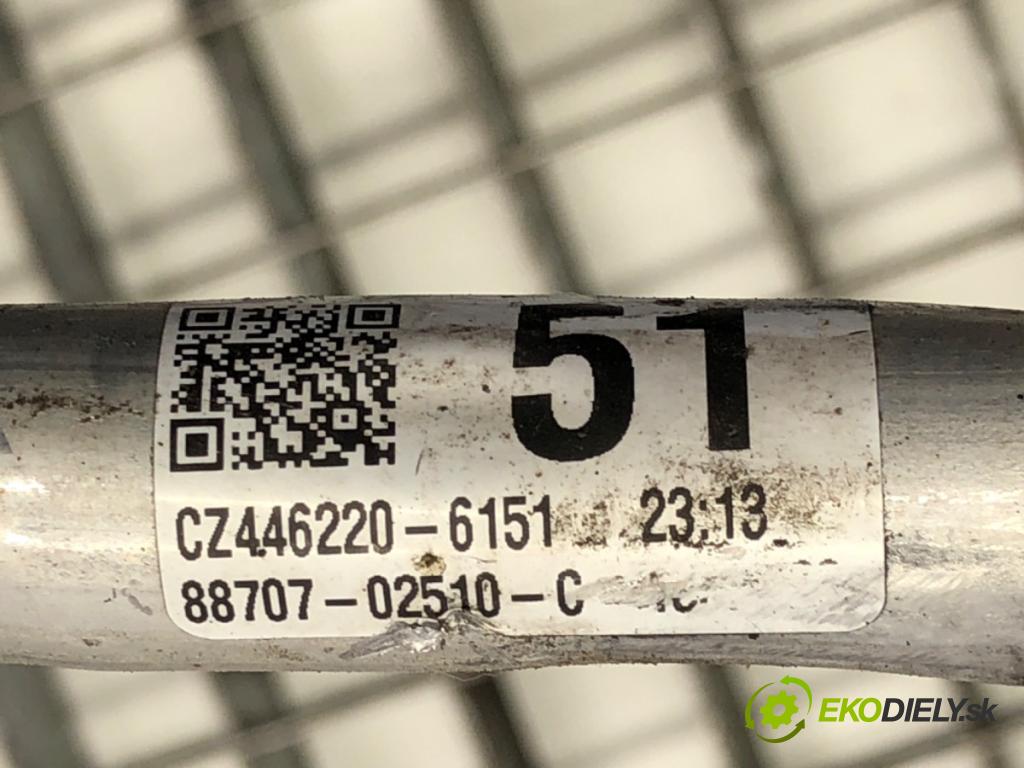 51
CZ446220-6151 23:13
88707-02510-C
EKODIELY.sk